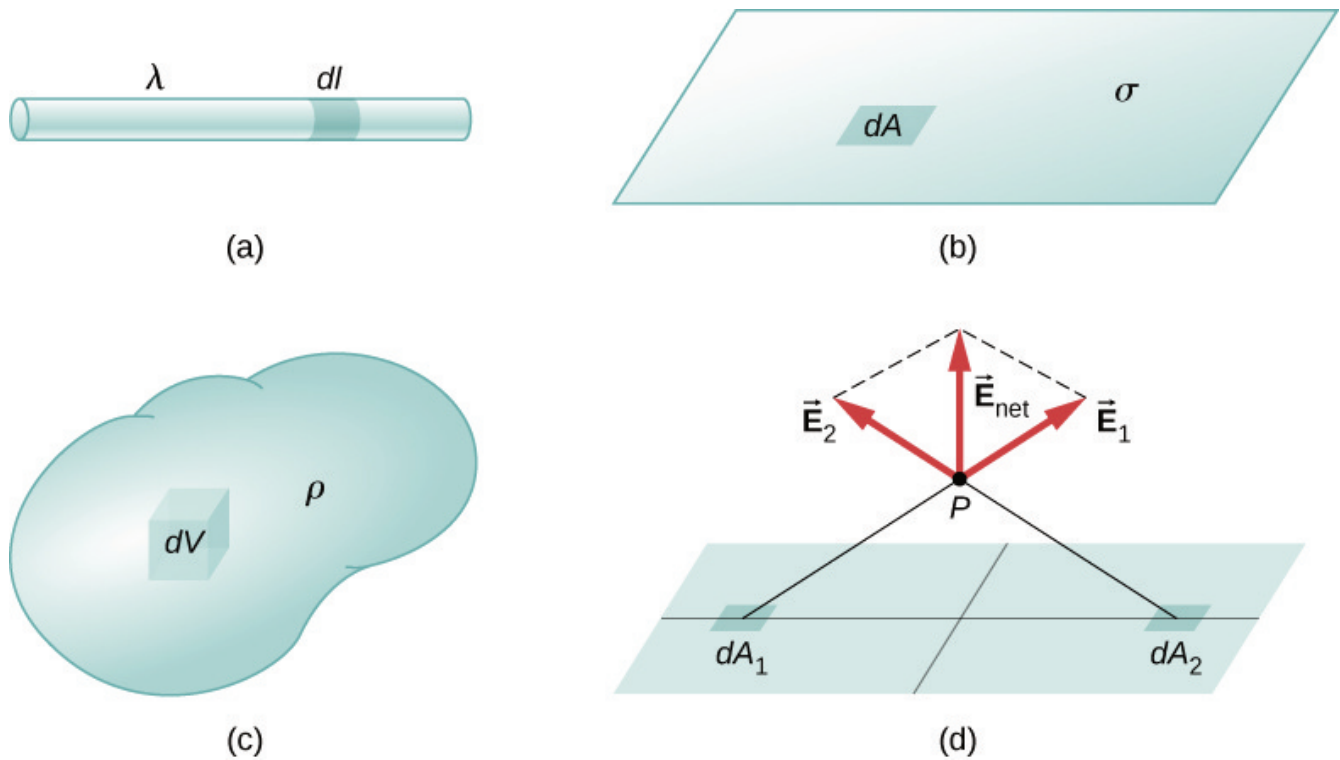 λ
dl
(a)
dA
σ
(b)
dV
ρ
(c)
E⃗₂
E⃗net
E⃗₁
P
dA₁
dA₂
(d)